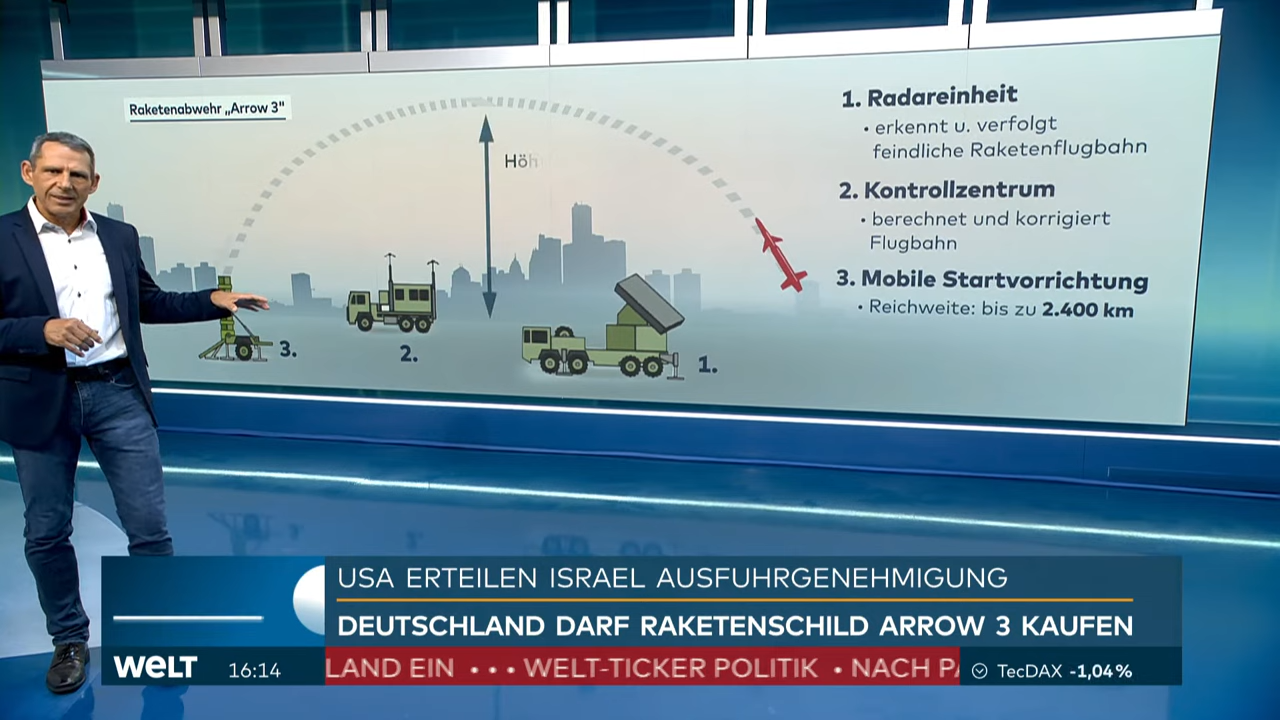 Raketenabwehr „Arrow 3"
Höh
1. Radareinheit
• erkennt u. verfolgt
feindliche Raketenflugbahn
2. Kontrollzentrum
• berechnet und korrigiert
Flugbahn
3. Mobile Startvorrichtung
• Reichweite: bis zu 2.400 km
3.
2.
1.
USA ERTEILEN ISRAEL AUSFUHRGENEHMIGUNG
DEUTSCHLAND DARF RAKETENSCHILD ARROW 3 KAUFEN
WELT 16:14 LAND EIN • • • WELT-TICKER POLITIK • NACH PA TecDAX -1,04%